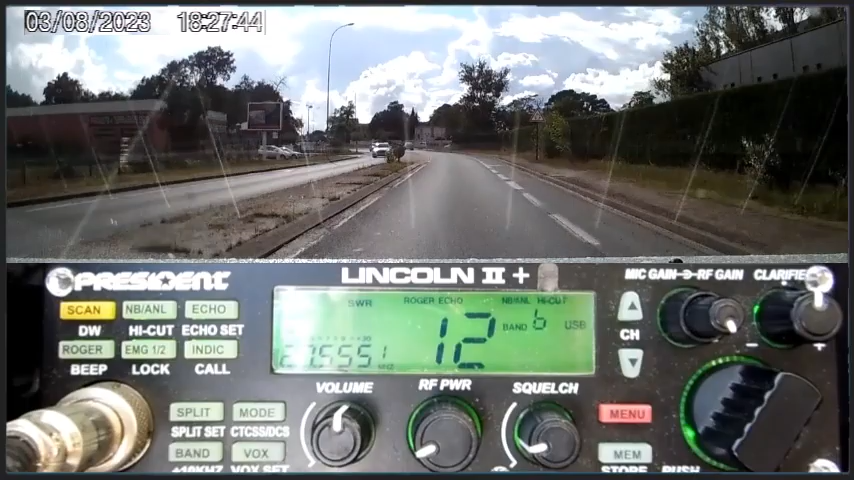 03/08/2023 18:27:44
PRESIDENT
LINCOLN II +
MIC GAIN RF GAIN CLARIFIER
SCAN NB/ANL ECHO
DW HI-CUT ECHO SET
ROGER EMG 1/2 INDIC
BEEP LOCK CALL
SWR ROGER ECHO NB/ANL HI-CUT
12 BAND b USB
27.555 1
CH
VOLUME RF PWR SQUELCH
SPLIT MODE
SPLIT SET CTCSS/DCS
BAND VOX
+10KHZ VOX SET
MENU
MEM
STORE PUSH